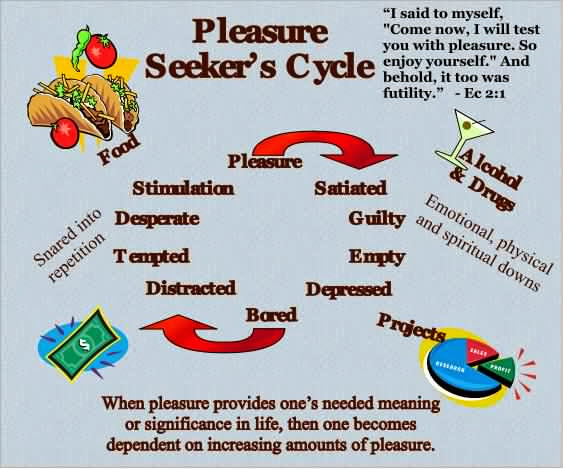 Pleasure
Seeker's Cycle
“I said to myself,
"Come now, I will test
you with pleasure. So
enjoy yourself." And
behold, it too was
futility.”   - Ec 2:1
Food
Alcohol
& Drugs
Pleasure
Stimulation
Satiated
Desperate
Guilty
Tempted
Empty
Distracted
Depressed
Bored
Snared into
repetition
Emotional, physical
and spiritual downs
$
Projects
SALES
RESEARCH
PROFIT
When pleasure provides one's needed meaning
or significance in life, then one becomes
dependent on increasing amounts of pleasure.